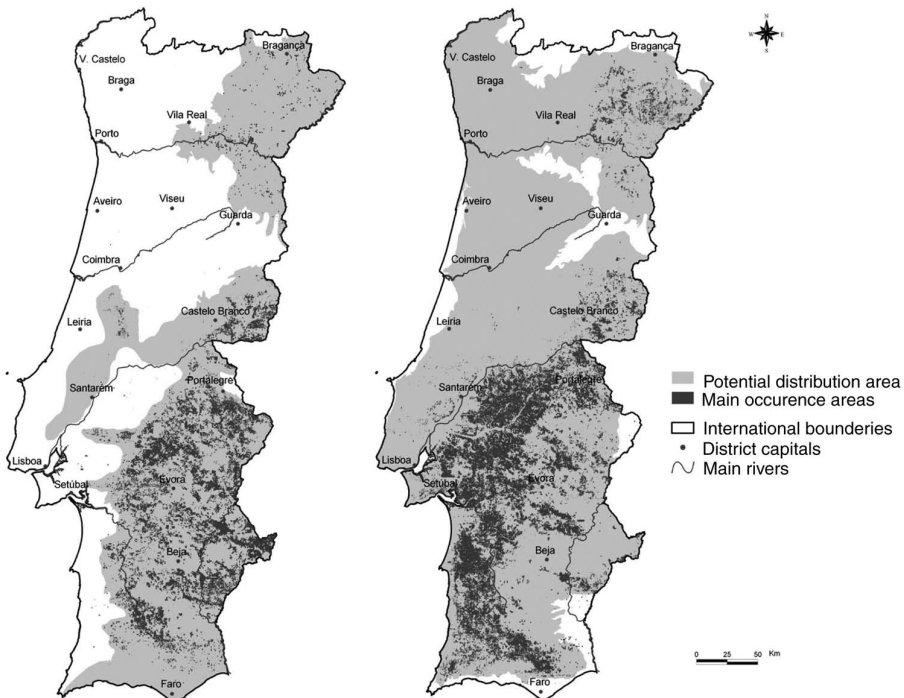 Bragança
V. Castelo
Braga
Vila Real
Porto
Aveiro
Viseu
Guarda
Coimbra
Castelo Branco
Leiria
Santarém
Portalegre
Lisboa
Setúbal
Évora
Beja
Faro
N
W
E
S
Bragança
V. Castelo
Braga
Vila Real
Porto
Aveiro
Viseu
Guarda
Coimbra
Castelo Branco
Leiria
Santarém
Portalegre
Lisboa
Setúbal
Évora
Beja
Faro
Potential distribution area
Main occurence areas
International bounderies
District capitals
Main rivers
0 25 50 Km